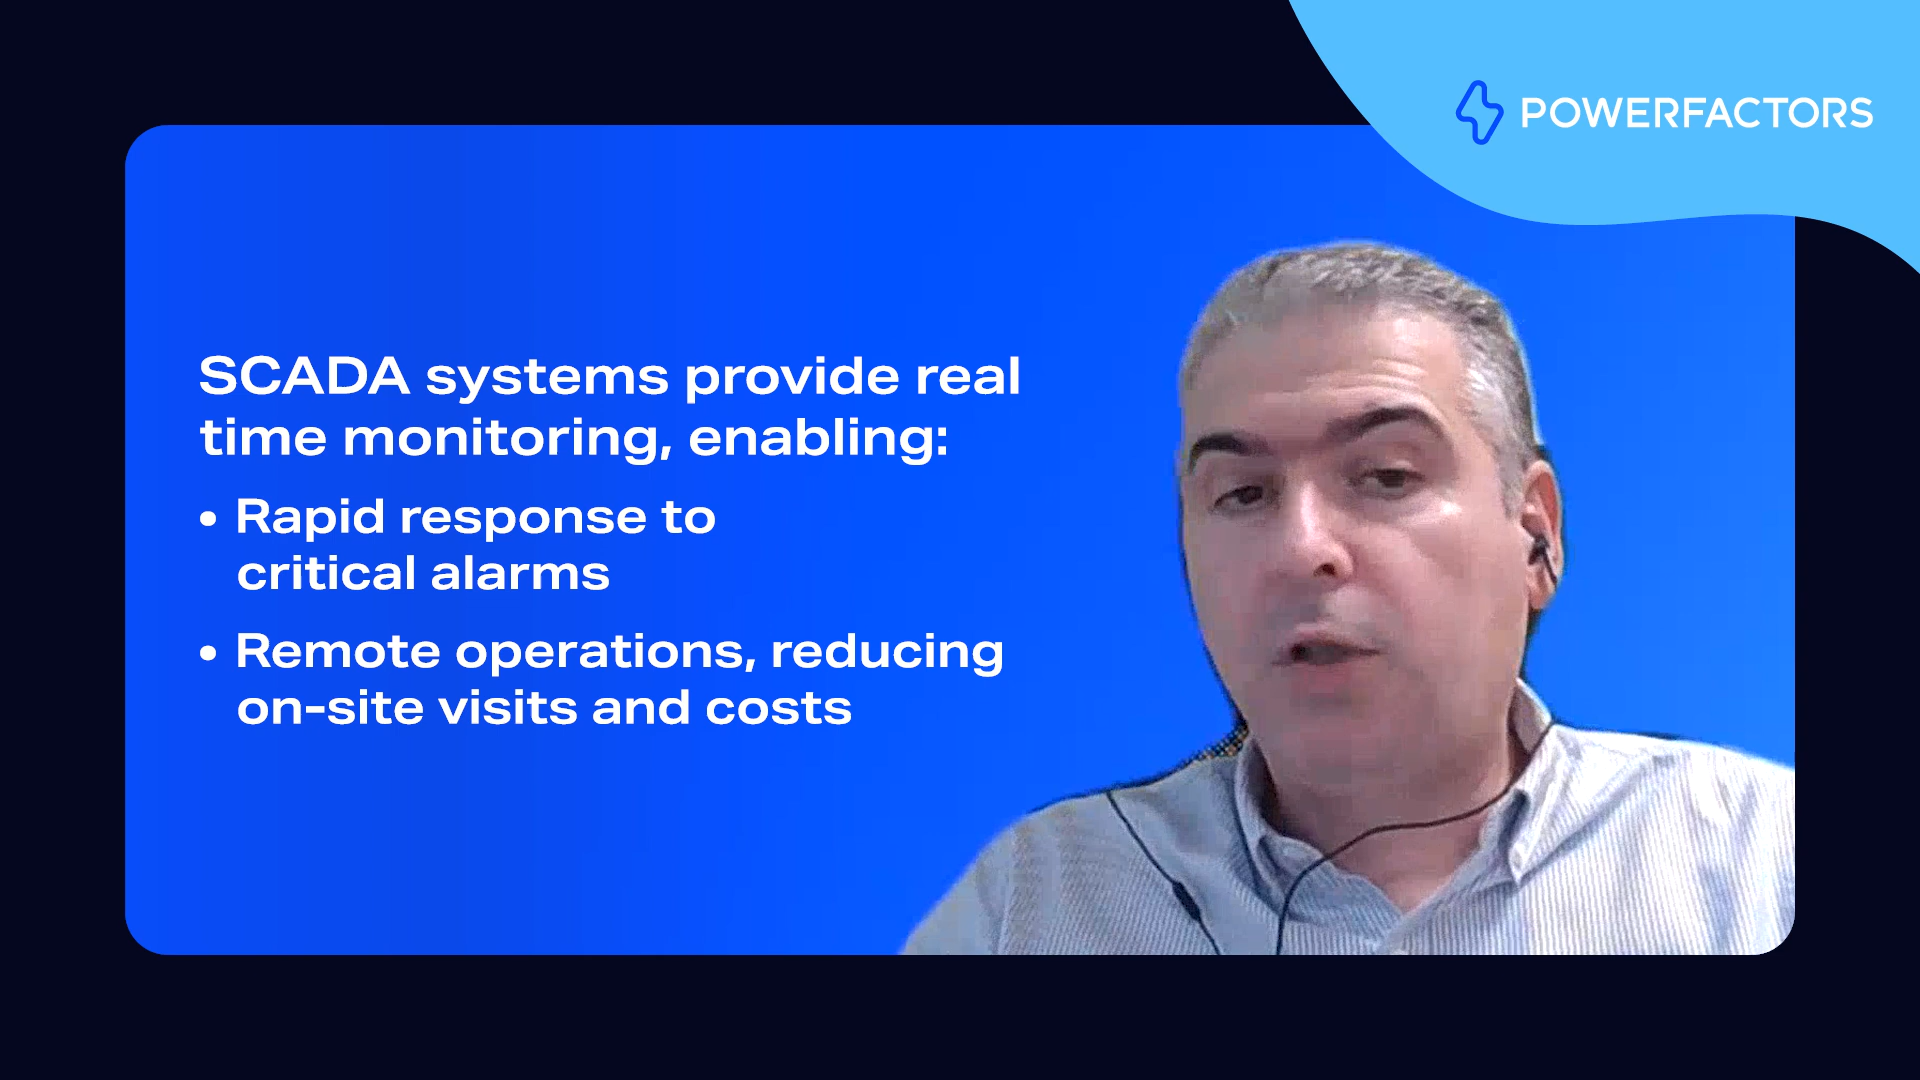 POWERFACTORS
SCADA systems provide real
time monitoring, enabling:
• Rapid response to
critical alarms
• Remote operations, reducing
on-site visits and costs